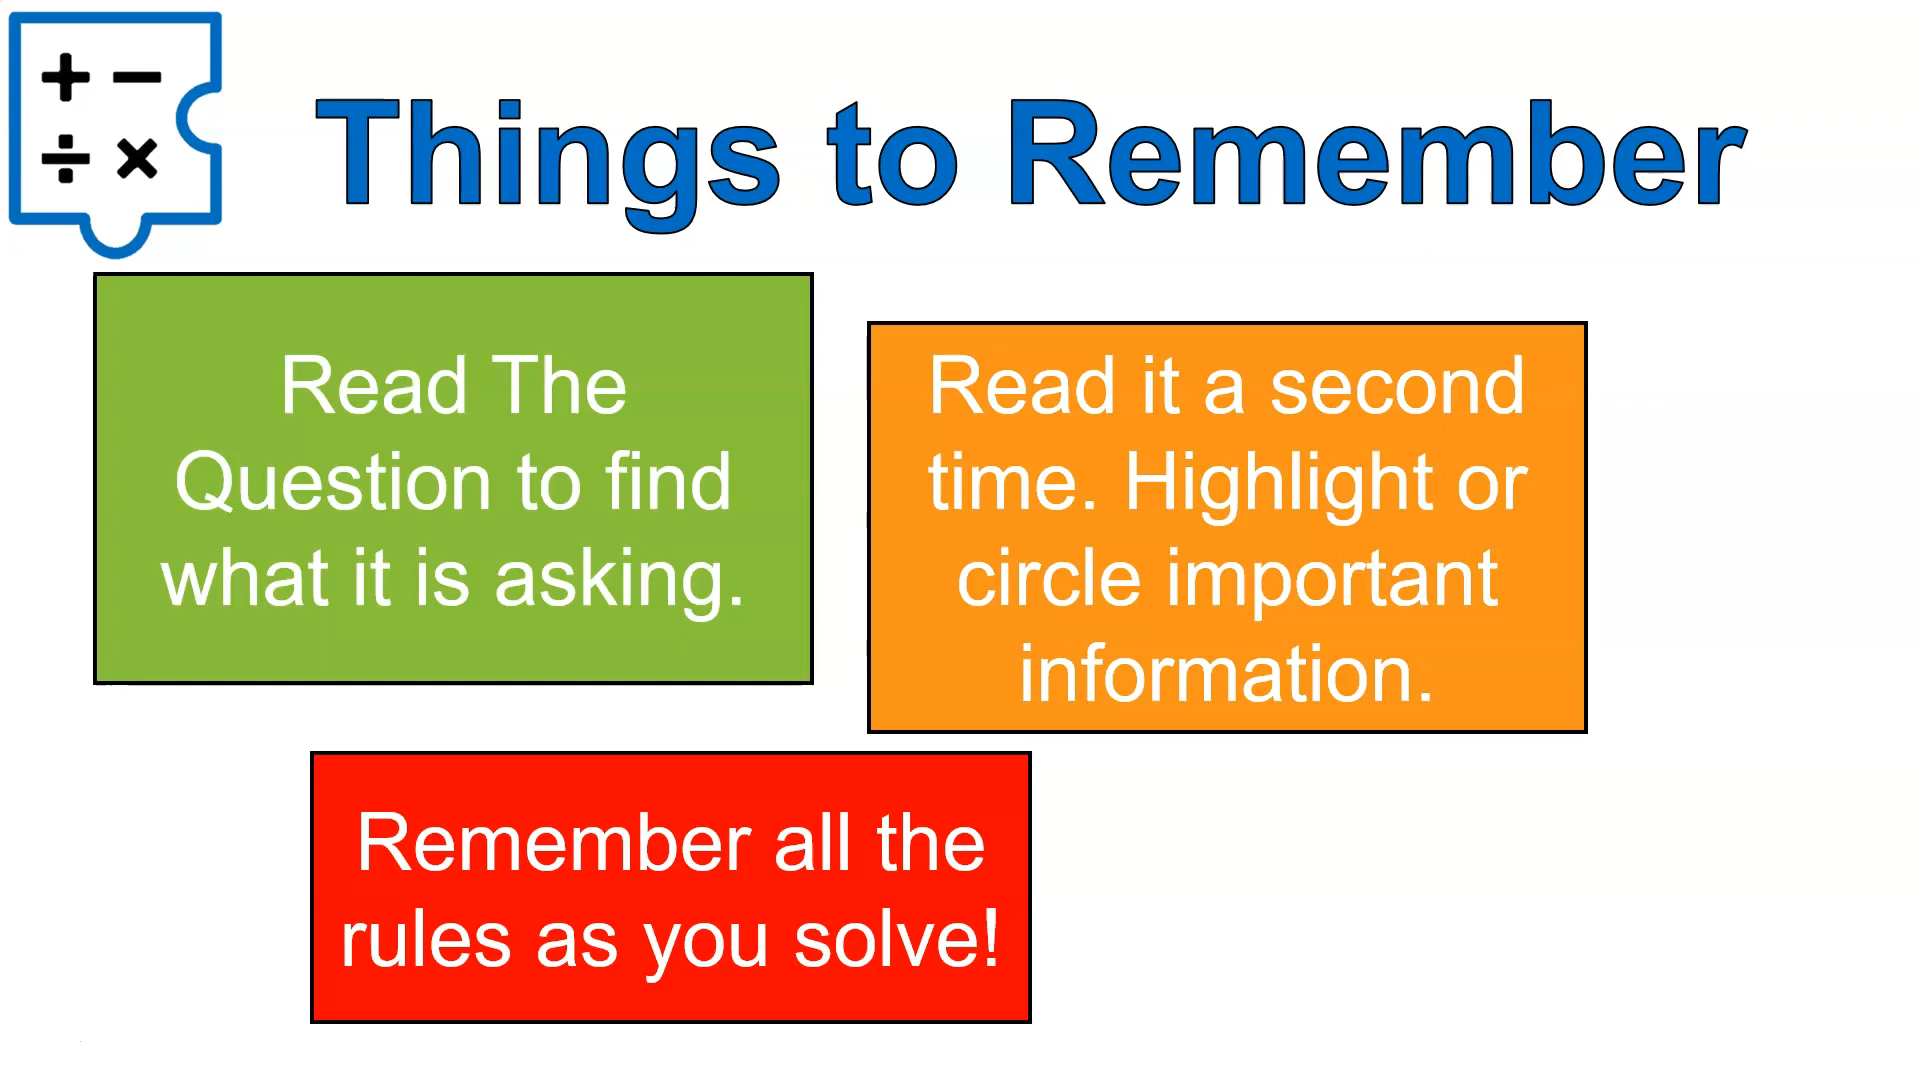 + −
÷ ×
Things to Remember
Read The
Question to find
what it is asking.
Read it a second
time. Highlight or
circle important
information.
Remember all the
rules as you solve!